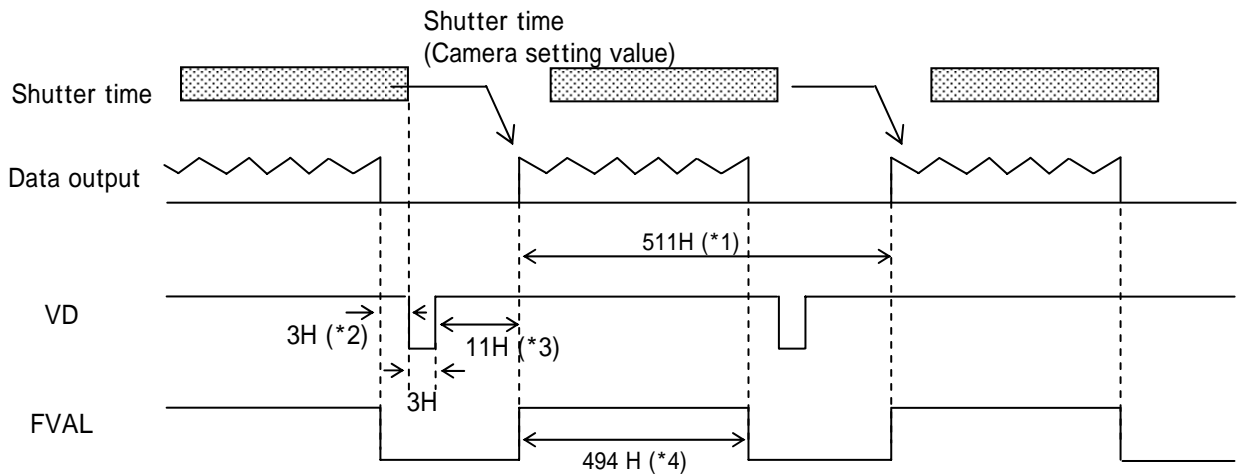 Shutter time
(Camera setting value)
Shutter time
Data output
511H (*1)
VD
3H (*2)
11H (*3)
3H
FVAL
494 H (*4)